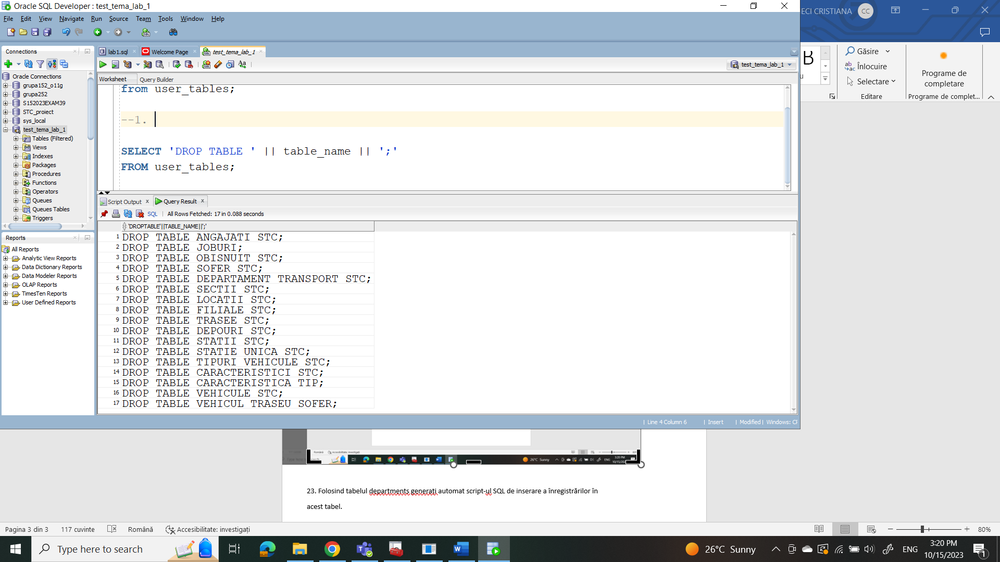 Oracle SQL Developer : test_tema_lab_1
File Edit View Navigate Run Source Team Tools Window Help
Connections
Oracle Connections
grupa152_o11g
grupa252
S152023EXAM39
STC_proiect
sys_local
test_tema_lab_1
Tables (Filtered)
Views
Indexes
Packages
Procedures
Functions
Operators
Queues
Queues Tables
Triggers
Reports
All Reports
Analytic View Reports
Data Dictionary Reports
Data Modeler Reports
OLAP Reports
TimesTen Reports
User Defined Reports
lab1.sql Welcome Page test_tema_lab_1
test_tema_lab_1
Worksheet Query Builder
from user_tables;
--1.
SELECT 'DROP TABLE ' || table_name || ';'
FROM user_tables;
Script Output Query Result
SQL | All Rows Fetched: 17 in 0.088 seconds
'DROPTABLE'||TABLE_NAME||';'
1 DROP TABLE ANGAJATI STC;
2 DROP TABLE JOBURI;
3 DROP TABLE OBISNUIT STC;
4 DROP TABLE SOFER STC;
5 DROP TABLE DEPARTAMENT TRANSPORT STC;
6 DROP TABLE SECTII STC;
7 DROP TABLE LOCATII STC;
8 DROP TABLE FILIALE STC;
9 DROP TABLE TRASEE STC;
10 DROP TABLE DEPOURI STC;
11 DROP TABLE STATII STC;
12 DROP TABLE STATIE UNICA STC;
13 DROP TABLE TIPURI VEHICULE STC;
14 DROP TABLE CARACTERISTICI STC;
15 DROP TABLE CARACTERISTICA TIP;
16 DROP TABLE VEHICULE STC;
17 DROP TABLE VEHICUL TRASEU SOFER;
| Line 4 Column 6 | Insert | Modified | Windows: CF
ECI CRISTIANA CC
Găsire
Înlocuire
Selectare
Editare
Programe de
completare
Programe de complet...
26°C Sunny ENG 3:20 PM
10/15/202
23. Folosind tabelul departments generați automat script-ul SQL de inserare a înregistrărilor în
acest tabel.
Pagina 3 din 3 117 cuvinte Română Accesibilitate: investigați 80%
Type here to search
26°C Sunny ENG 3:20 PM
10/15/2023 1